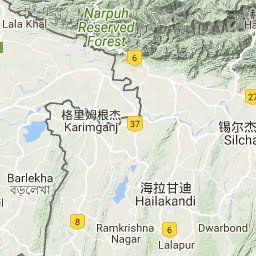 Lala Khal
Narpuh
Reserved
Forest
6
27
格里姆根杰
Karimganj
37
锡尔杰
Silcha
Barlekha
বড়লেখা
海拉甘迪
Hailakandi
8
Ramkrishna
Nagar
6
Dwarbond
Lalapur